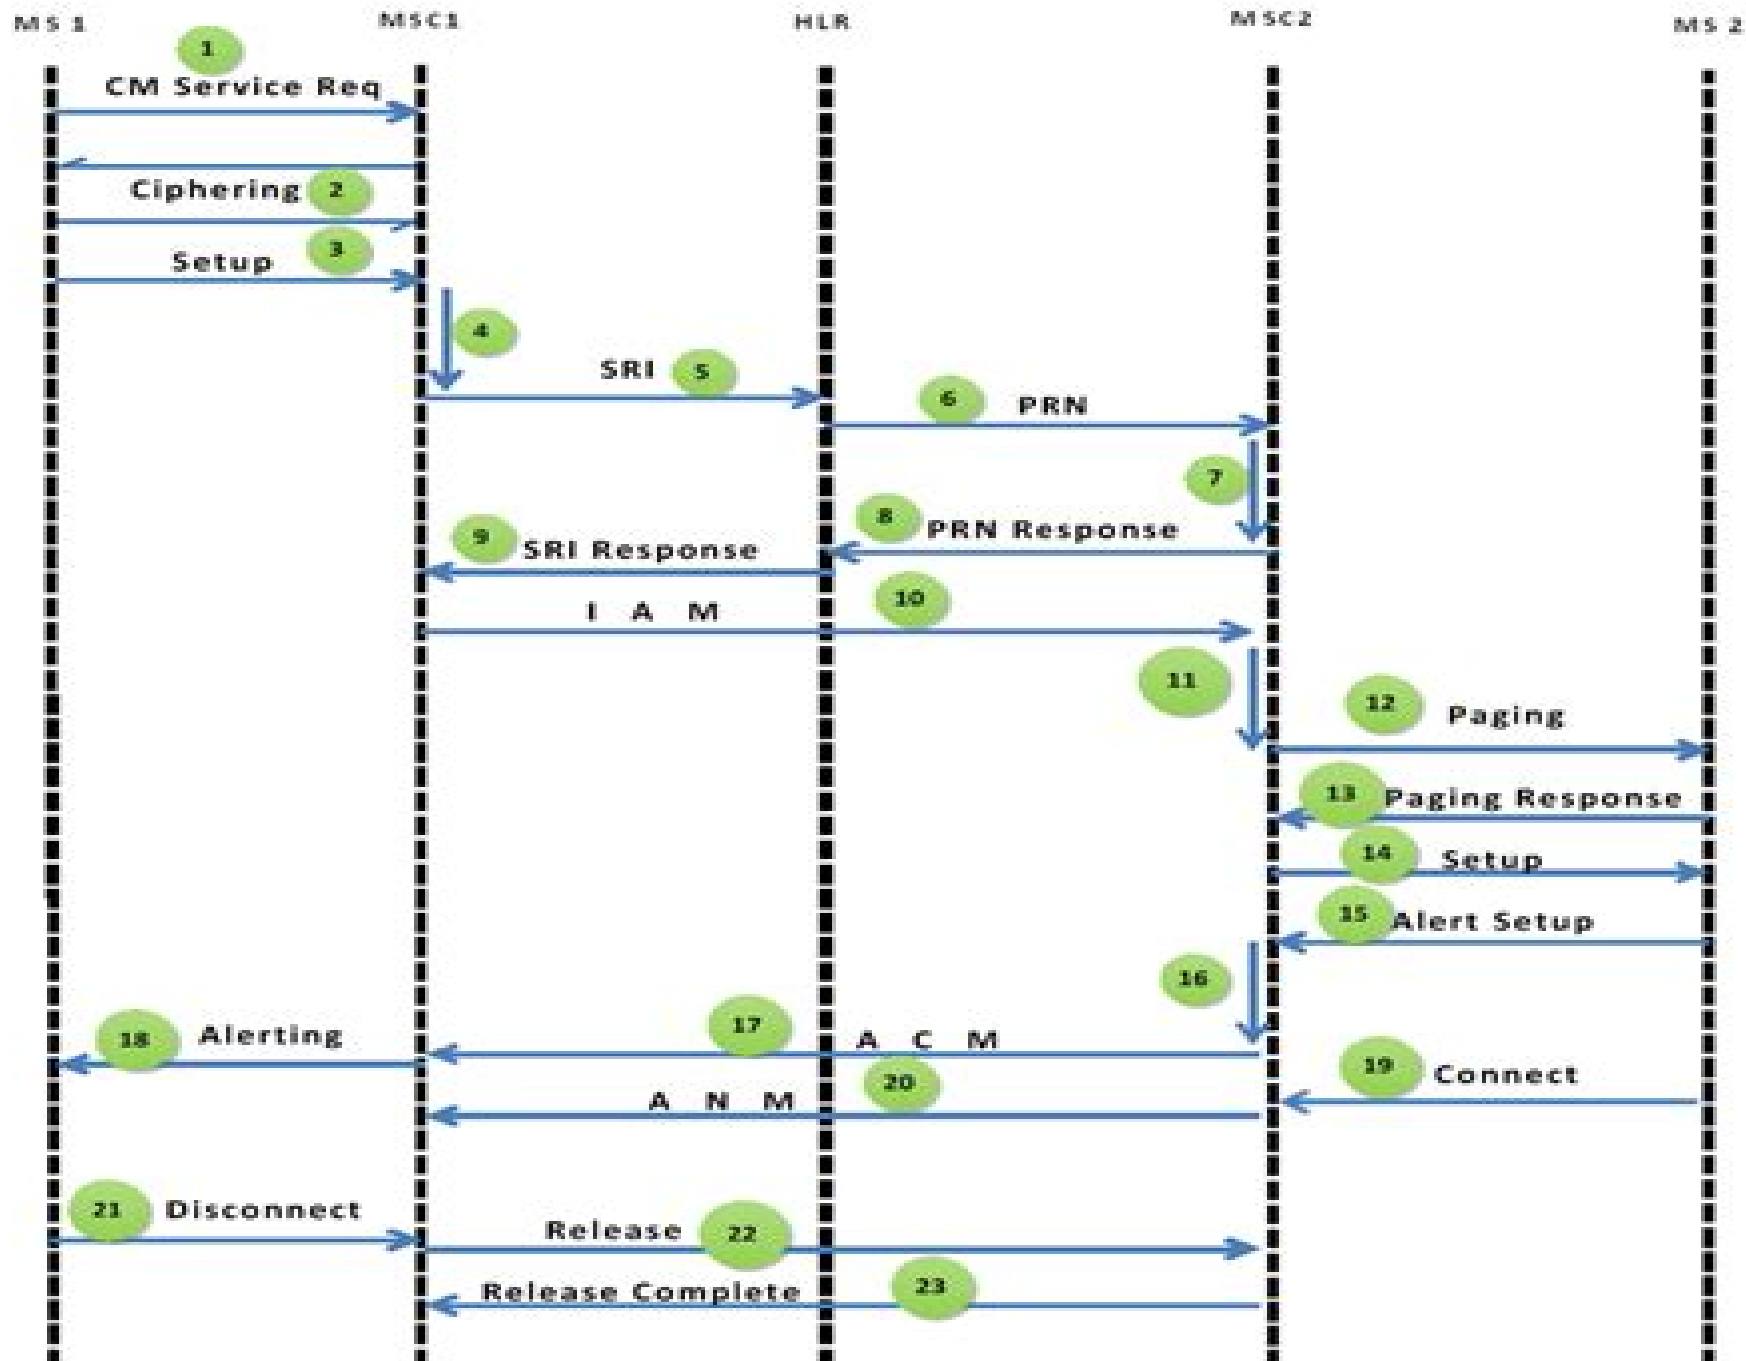 MS 1 MSC1 HLR MSC2 MS 2
1
CM Service Req
Ciphering 2
Setup 3
4
SRI 5
6 PRN
7
8 PRN Response
9 SRI Response
I A M 10
11
12 Paging
13 Paging Response
14 Setup
15 Alert Setup
16
17 A C M
18 Alerting
19 Connect
20
A N M
21 Disconnect
Release 22
Release Complete 23